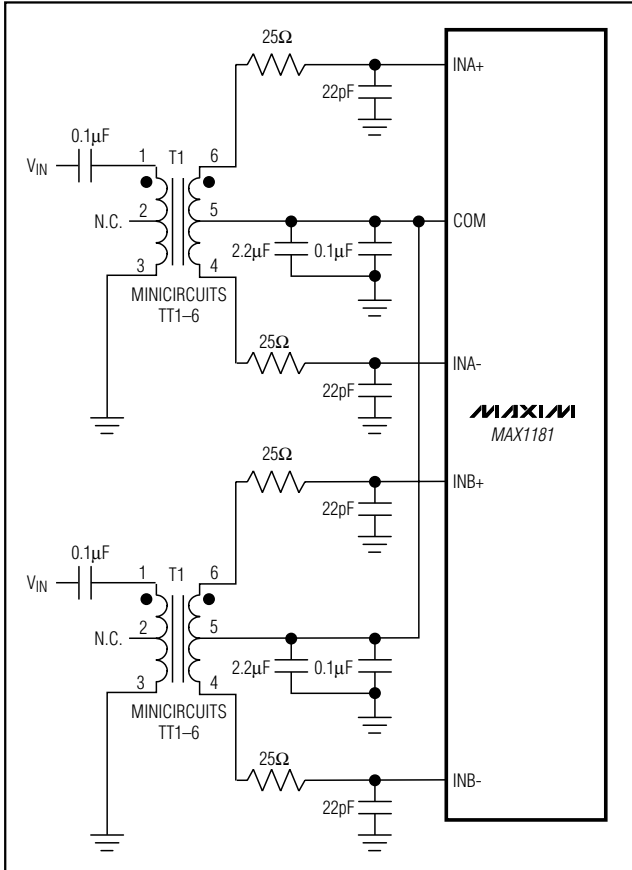 25Ω
INA+
22pF
0.1μF
VIN
1
T1
6
N.C.
2
5
COM
2.2μF
0.1μF
3
4
MINICIRCUITS
TT1–6
25Ω
INA-
22pF
MAXIM
MAX1181
25Ω
INB+
22pF
0.1μF
VIN
1
T1
6
N.C.
2
5
2.2μF
0.1μF
3
4
MINICIRCUITS
TT1–6
25Ω
INB-
22pF